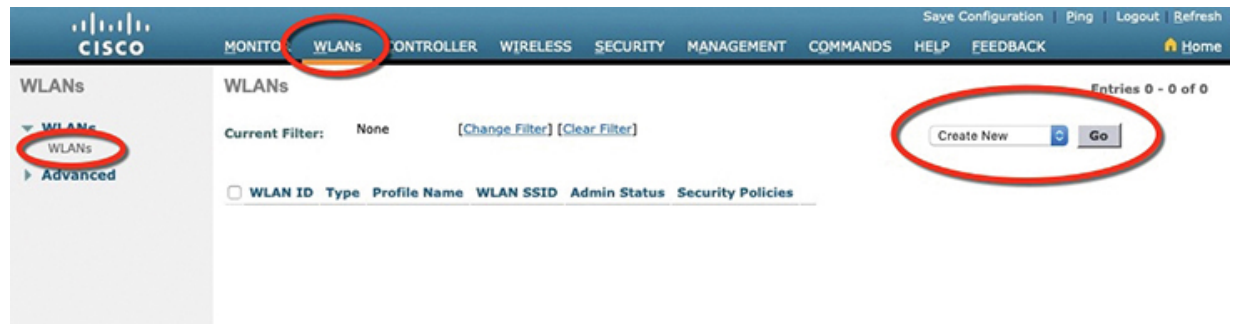 Save Configuration | Ping | Logout | Refresh
CISCO
MONITOR WLANs CONTROLLER WIRELESS SECURITY MANAGEMENT COMMANDS HELP FEEDBACK Home
WLANs
WLANs
Entries 0 - 0 of 0
WLANs
WLANs
Advanced
Current Filter: None [Change Filter] [Clear Filter]
Create New Go
WLAN ID Type Profile Name WLAN SSID Admin Status Security Policies